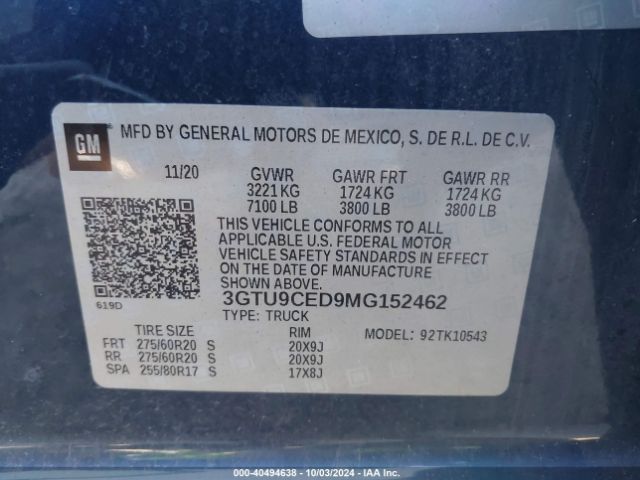 GM
MFD BY GENERAL MOTORS DE MEXICO, S. DE R.L. DE C.V.
11/20 GVWR GAWR FRT GAWR RR
3221 KG 1724 KG 1724 KG
7100 LB 3800 LB 3800 LB
THIS VEHICLE CONFORMS TO ALL
APPLICABLE U.S. FEDERAL MOTOR
VEHICLE SAFETY STANDARDS IN EFFECT
ON THE DATE OF MANUFACTURE
SHOWN ABOVE.
619D
3GTU9CED9MG152462
TYPE: TRUCK
MODEL: 92TK10543
TIRE SIZE RIM
FRT 275/60R20 S 20X9J
RR 275/60R20 S 20X9J
SPA 255/80R17 S 17X8J
000-40494638 - 10/03/2024 - IAA Inc.